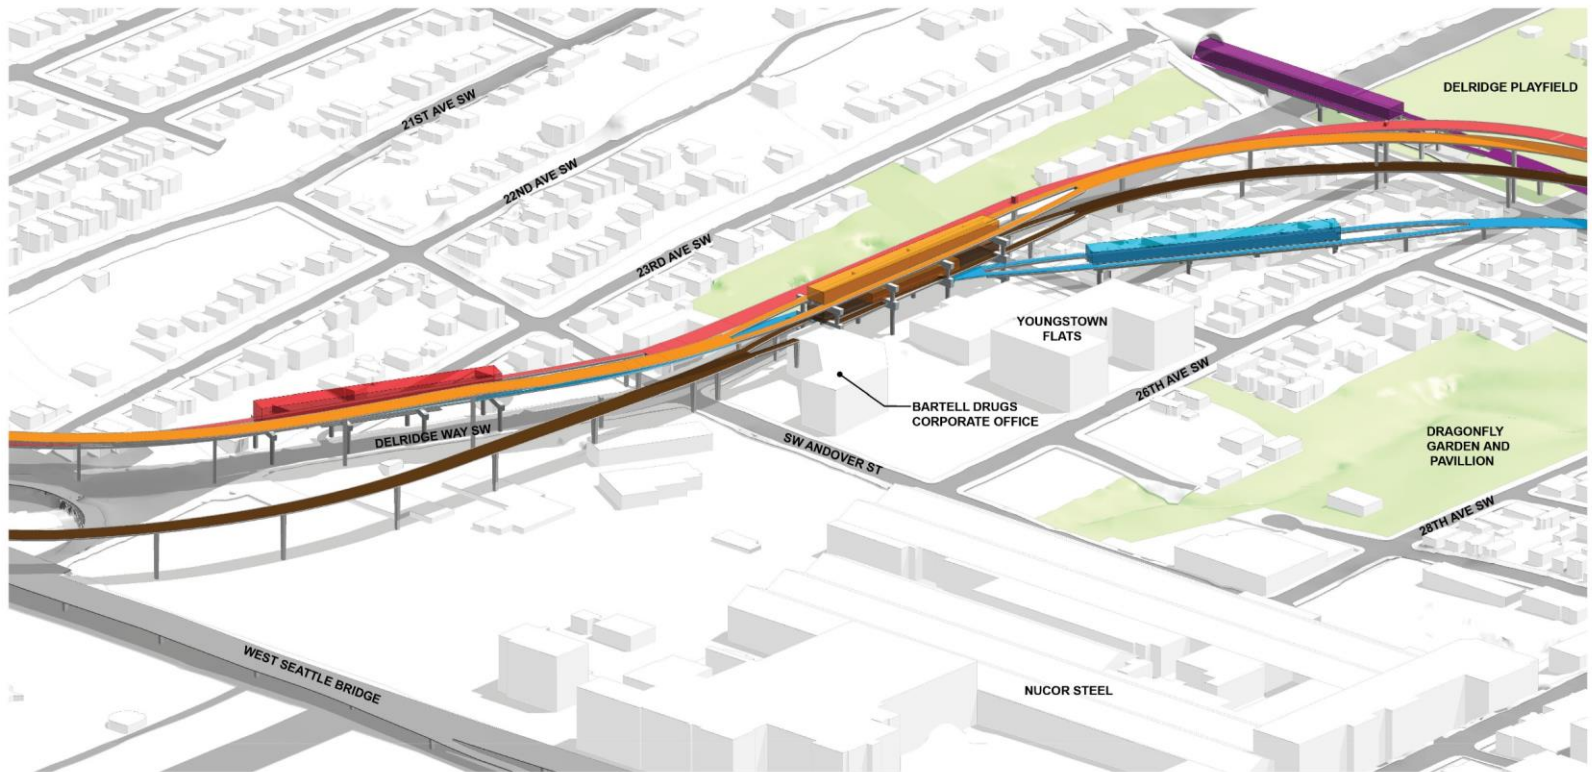 DELRIDGE PLAYFIELD
21ST AVE SW
22ND AVE SW
23RD AVE SW
YOUNGSTOWN
FLATS
26TH AVE SW
BARTELL DRUGS
CORPORATE OFFICE
DELRIDGE WAY SW
SW ANDOVER ST
DRAGONFLY
GARDEN AND
PAVILLION
28TH AVE SW
WEST SEATTLE BRIDGE
NUCOR STEEL